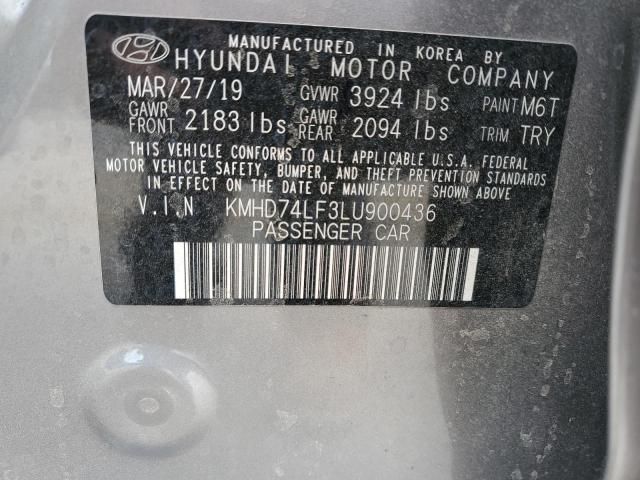 MANUFACTURED IN KOREA BY
HYUNDAI MOTOR COMPANY
MAR/27/19 GVWR 3924 lbs PAINT M6T
GAWR FRONT 2183 lbs GAWR REAR 2094 lbs TRIM TRY
THIS VEHICLE CONFORMS TO ALL APPLICABLE U.S.A. FEDERAL
MOTOR VEHICLE SAFETY, BUMPER, AND THEFT PREVENTION STANDARDS
IN EFFECT ON THE DATE OF MANUFACTURE SHOWN ABOVE.
V.I.N KMHD74LF3LU900436
PASSENGER CAR